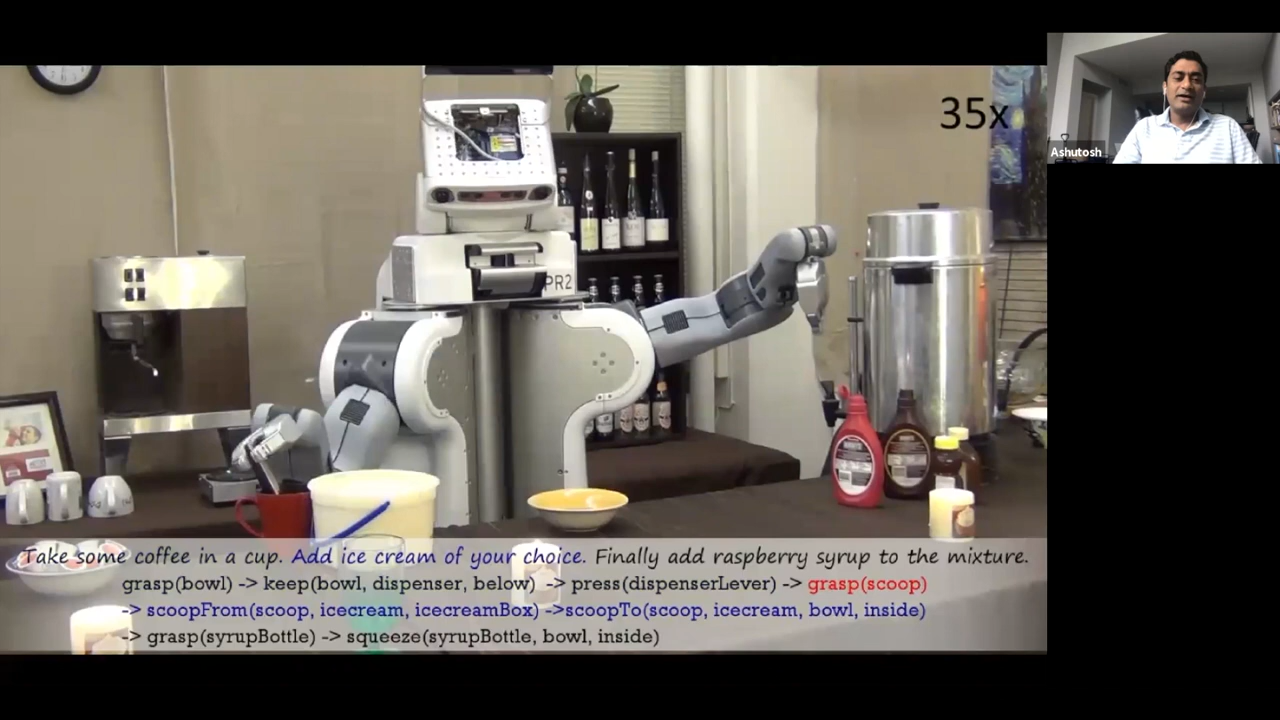 35x
Ashutosh
PR2
Take some coffee in a cup. Add ice cream of your choice. Finally add raspberry syrup to the mixture.
grasp(bowl) -> keep(bowl, dispenser, below) -> press(dispenserLever) -> grasp(scoop)
-> scoopFrom(scoop, icecream, icecreamBox) ->scoopTo(scoop, icecream, bowl, inside)
-> grasp(syrupBottle) -> squeeze(syrupBottle, bowl, inside)